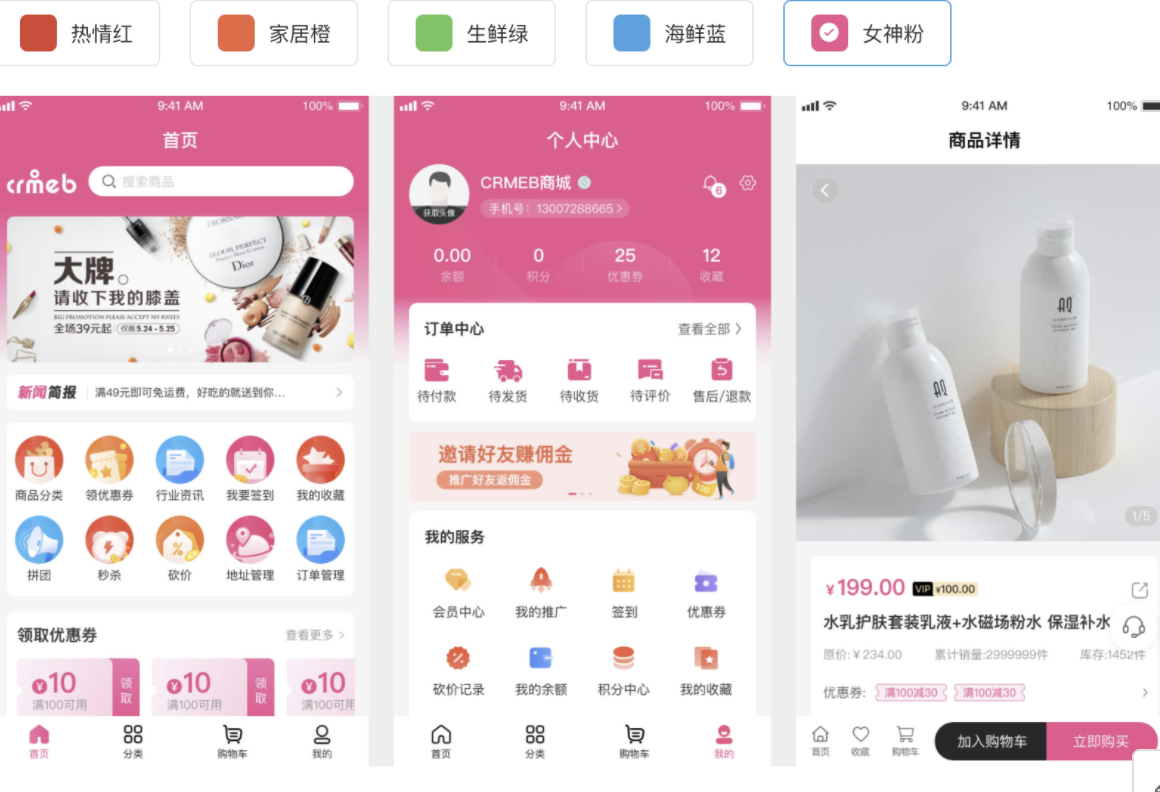 热情红
家居橙
生鲜绿
海鲜蓝
女神粉
9:41 AM 100%
首页
crmeb 搜索商品
BLOOM PERFECT
Dior
大牌。
请收下我的膝盖
BIG PROMOTION PLEASE ACCEPT MY KNEES
全场39元起 仅限5.24 - 5.25
新闻简报 满49元即可免运费，好吃的就送到你...
商品分类 领优惠券 行业资讯 我要签到 我的收藏
拼团 秒杀 砍价 地址管理 订单管理
领取优惠券 查看更多
¥10 领取 ¥10 领取 ¥10
满100可用 满100可用 满100可用
首页 分类 购物车 我的
9:41 AM 100%
个人中心
获取头像
CRMEB商城
手机号：13007288665
6
0.00 0 25 12
余额 积分 优惠券 收藏
订单中心 查看全部
待付款 待发货 待收货 待评价 售后/退款
邀请好友赚佣金
推广好友返佣金
100
我的服务
会员中心 我的推广 签到 优惠券
砍价记录 我的余额 积分中心 我的收藏
首页 分类 购物车 我的
9:41 AM 100%
商品详情
AQ
AQ
1/5
¥199.00 VIP ¥100.00
水乳护肤套装乳液+水磁场粉水 保湿补水
原价:¥234.00 累计销量:2999999件 库存:1452件
优惠券: 满100减30 满100减30
首页 收藏 购物车 加入购物车 立即购买